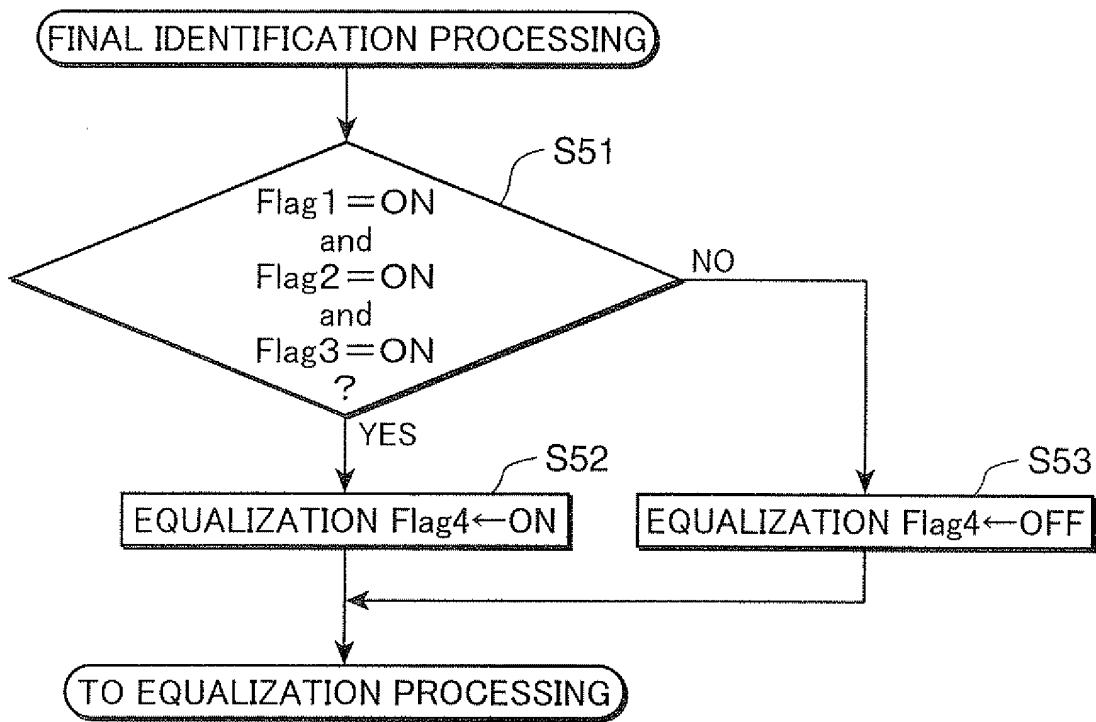 FINAL IDENTIFICATION PROCESSING
S51
Flag1=ON
and
Flag2=ON
and
Flag3=ON
?
NO
YES
S52
S53
EQUALIZATION Flag4←ON
EQUALIZATION Flag4←OFF
TO EQUALIZATION PROCESSING